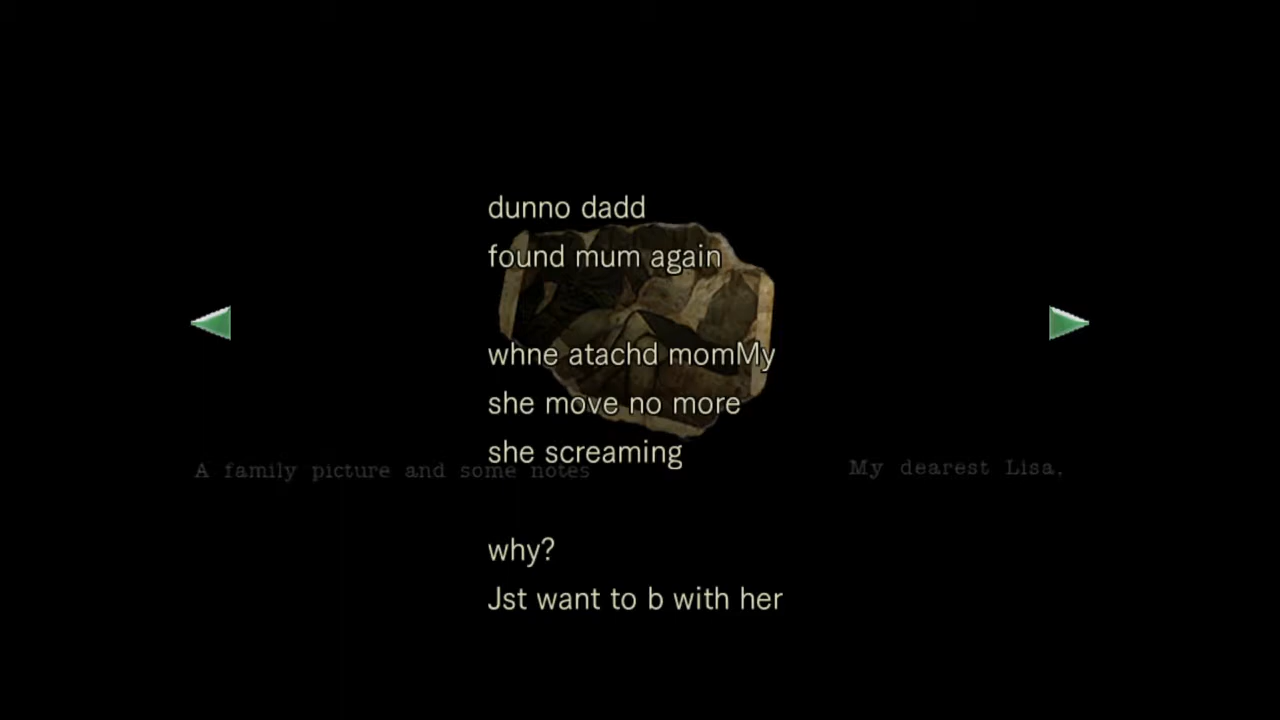 dunno dadd
found mum again
whne atachd momMy
she move no more
she screaming
A family picture and some notes
My dearest Lisa,
why?
Jst want to b with her